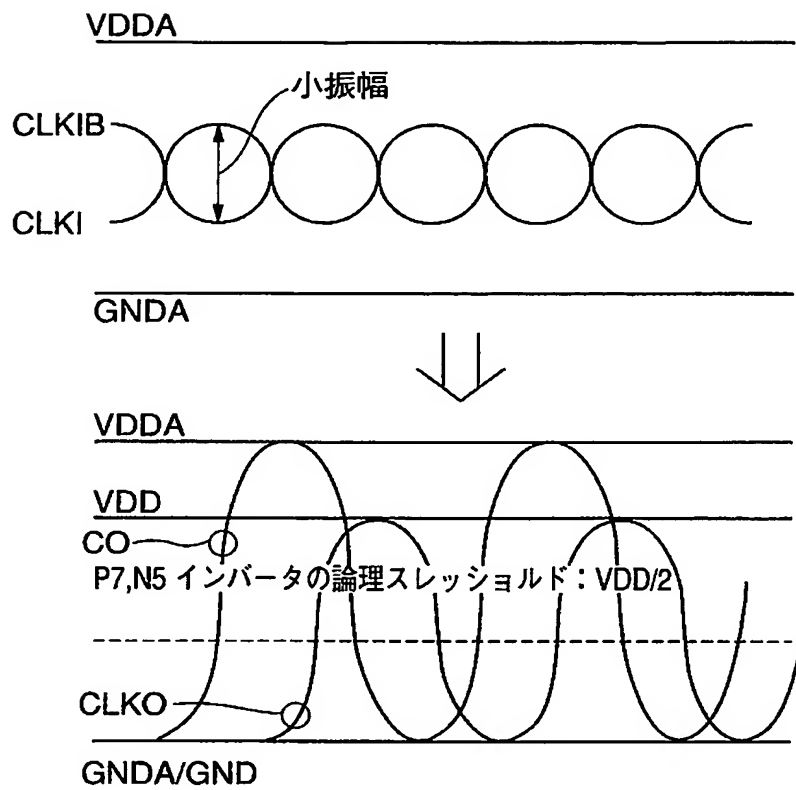 VDDA
小振幅
CLKIB
CLKI
GNDA
VDDA
VDD
CO
P7,N5 インバータの論理スレッショルド：VDD/2
CLKO
GNDA/GND